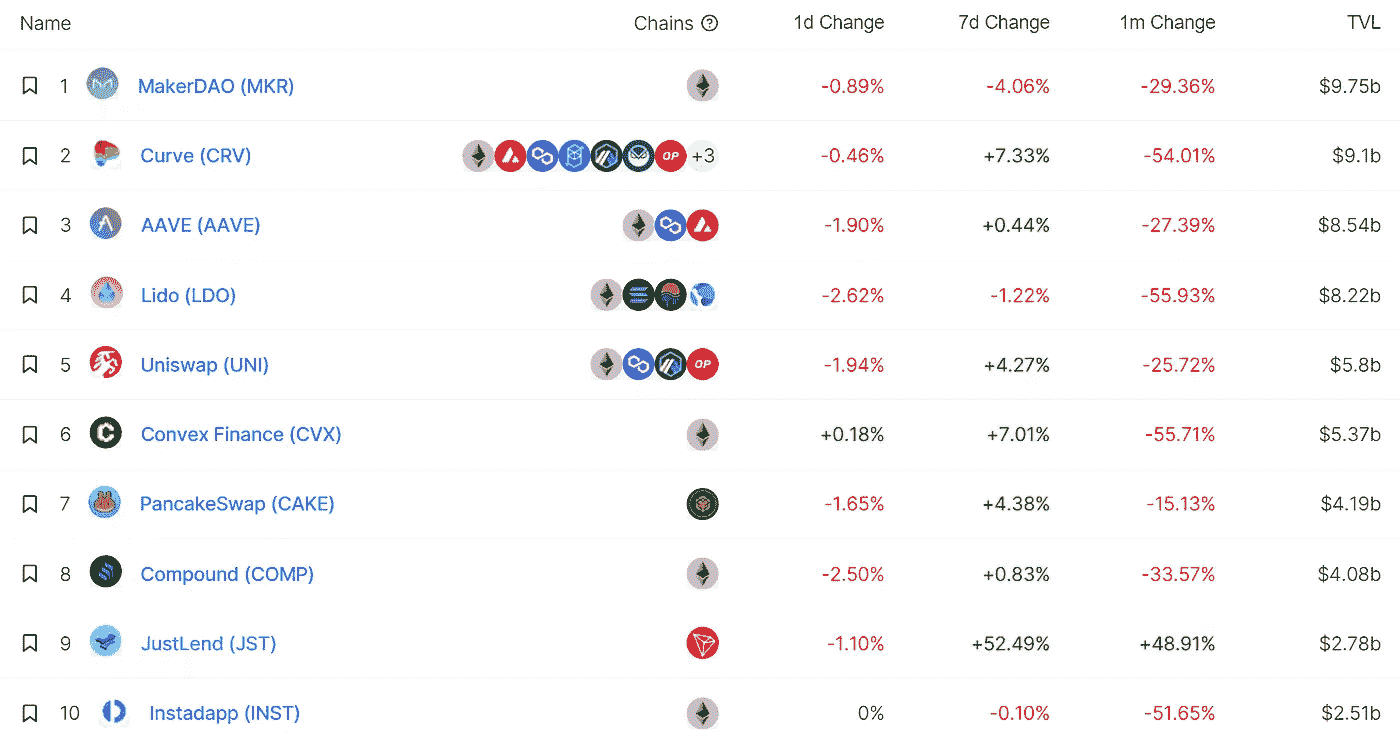 Name Chains ? 1d Change 7d Change 1m Change TVL
1 MakerDAO (MKR) -0.89% -4.06% -29.36% $9.75b
2 Curve (CRV) OP +3 -0.46% +7.33% -54.01% $9.1b
3 AAVE (AAVE) -1.90% +0.44% -27.39% $8.54b
4 Lido (LDO) -2.62% -1.22% -55.93% $8.22b
5 Uniswap (UNI) OP -1.94% +4.27% -25.72% $5.8b
6 Convex Finance (CVX) +0.18% +7.01% -55.71% $5.37b
7 PancakeSwap (CAKE) -1.65% +4.38% -15.13% $4.19b
8 Compound (COMP) -2.50% +0.83% -33.57% $4.08b
9 JustLend (JST) -1.10% +52.49% +48.91% $2.78b
10 Instadapp (INST) 0% -0.10% -51.65% $2.51b